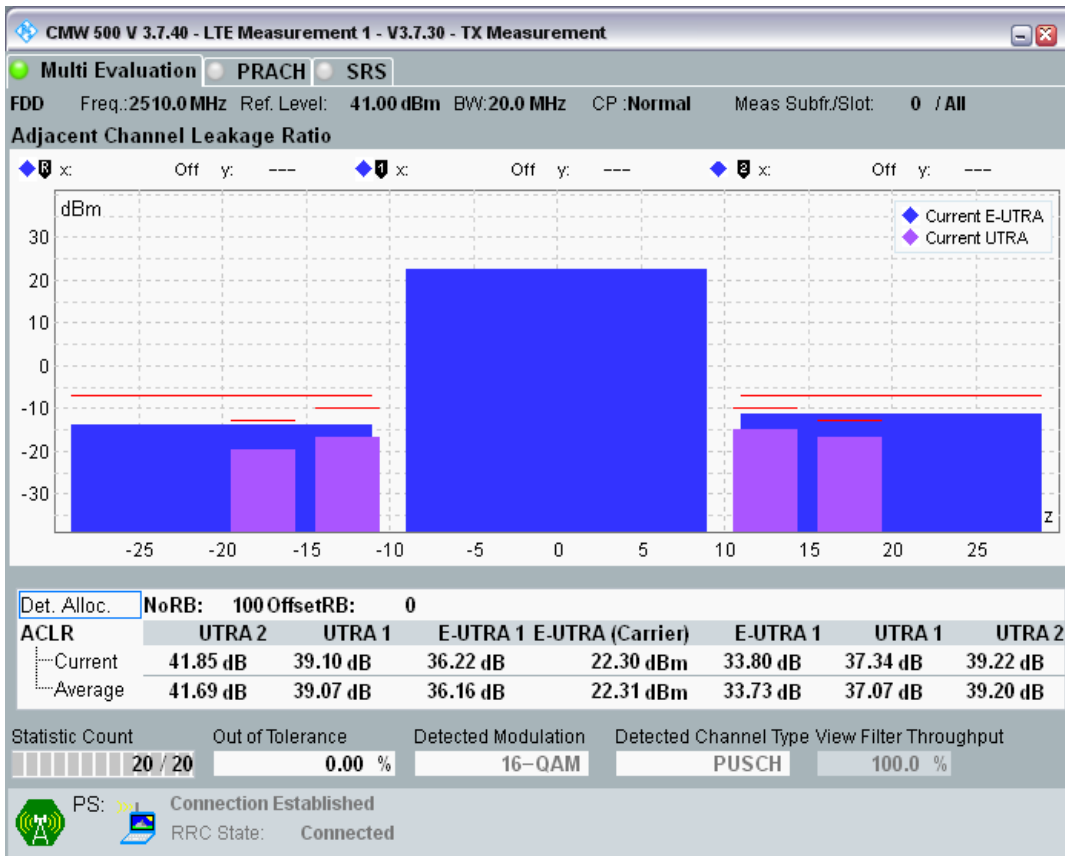 CMW 500 V 3.7.40 - LTE Measurement 1 - V3.7.30 - TX Measurement
Multi Evaluation PRACH SRS
FDD Freq.:2510.0 MHz Ref. Level: 41.00 dBm BW:20.0 MHz CP :Normal Meas Subfr./Slot: 0 / All
Adjacent Channel Leakage Ratio
R x: Off y: --- 1 x: Off y: --- 2 x: Off y: ---
dBm
Current E-UTRA
Current UTRA
30
20
10
0
-10
-20
-30
z
-25 -20 -15 -10 -5 0 5 10 15 20 25
Det. Alloc. NoRB: 100 OffsetRB: 0
ACLR UTRA 2 UTRA 1 E-UTRA 1 E-UTRA (Carrier) E-UTRA 1 UTRA 1 UTRA 2
Current 41.85 dB 39.10 dB 36.22 dB 22.30 dBm 33.80 dB 37.34 dB 39.22 dB
Average 41.69 dB 39.07 dB 36.16 dB 22.31 dBm 33.73 dB 37.07 dB 39.20 dB
Statistic Count Out of Tolerance Detected Modulation Detected Channel Type View Filter Throughput
20 / 20 0.00 % 16-QAM PUSCH 100.0 %
PS: Connection Established
RRC State: Connected